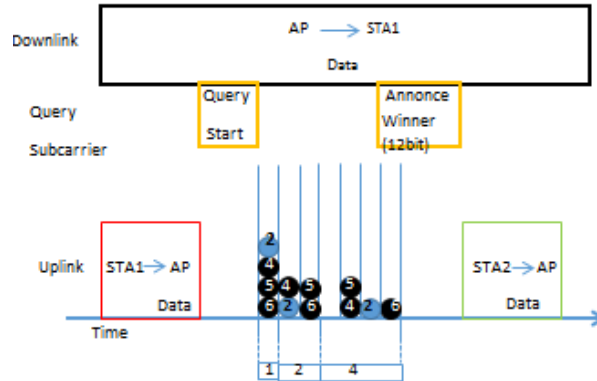 Downlink
AP STA1
Data
Query
Subcarrier
Query
Start
Annonce
Winner
(12bit)
Uplink
STA1 AP
Data
2
4
5 4 5 5
6 2 6 4 2 6
STA2 AP
Data
Time
1 2 4